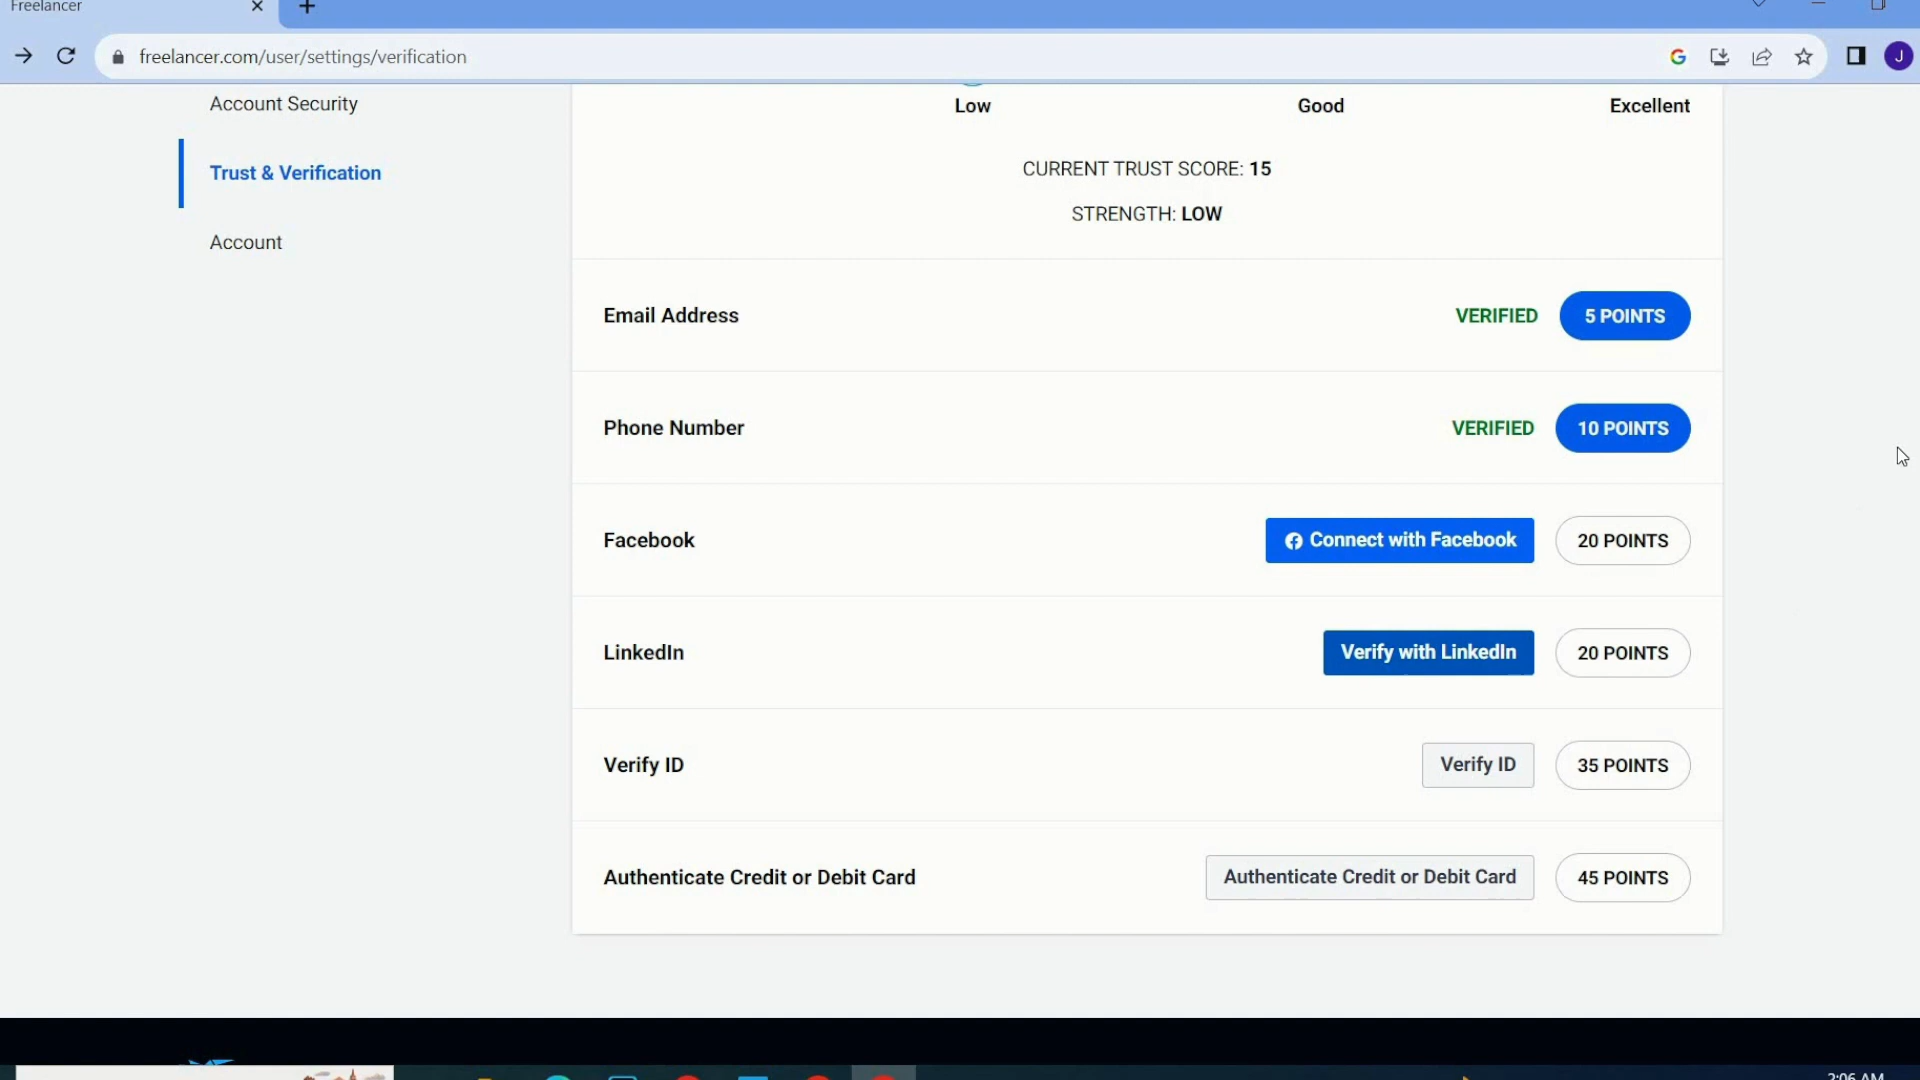 Freelancer
freelancer.com/user/settings/verification
J
Account Security
Trust & Verification
Account
Low Good Excellent
CURRENT TRUST SCORE: 15
STRENGTH: LOW
Email Address VERIFIED 5 POINTS
Phone Number VERIFIED 10 POINTS
Facebook Connect with Facebook 20 POINTS
LinkedIn Verify with LinkedIn 20 POINTS
Verify ID Verify ID 35 POINTS
Authenticate Credit or Debit Card Authenticate Credit or Debit Card 45 POINTS
2:06 AM